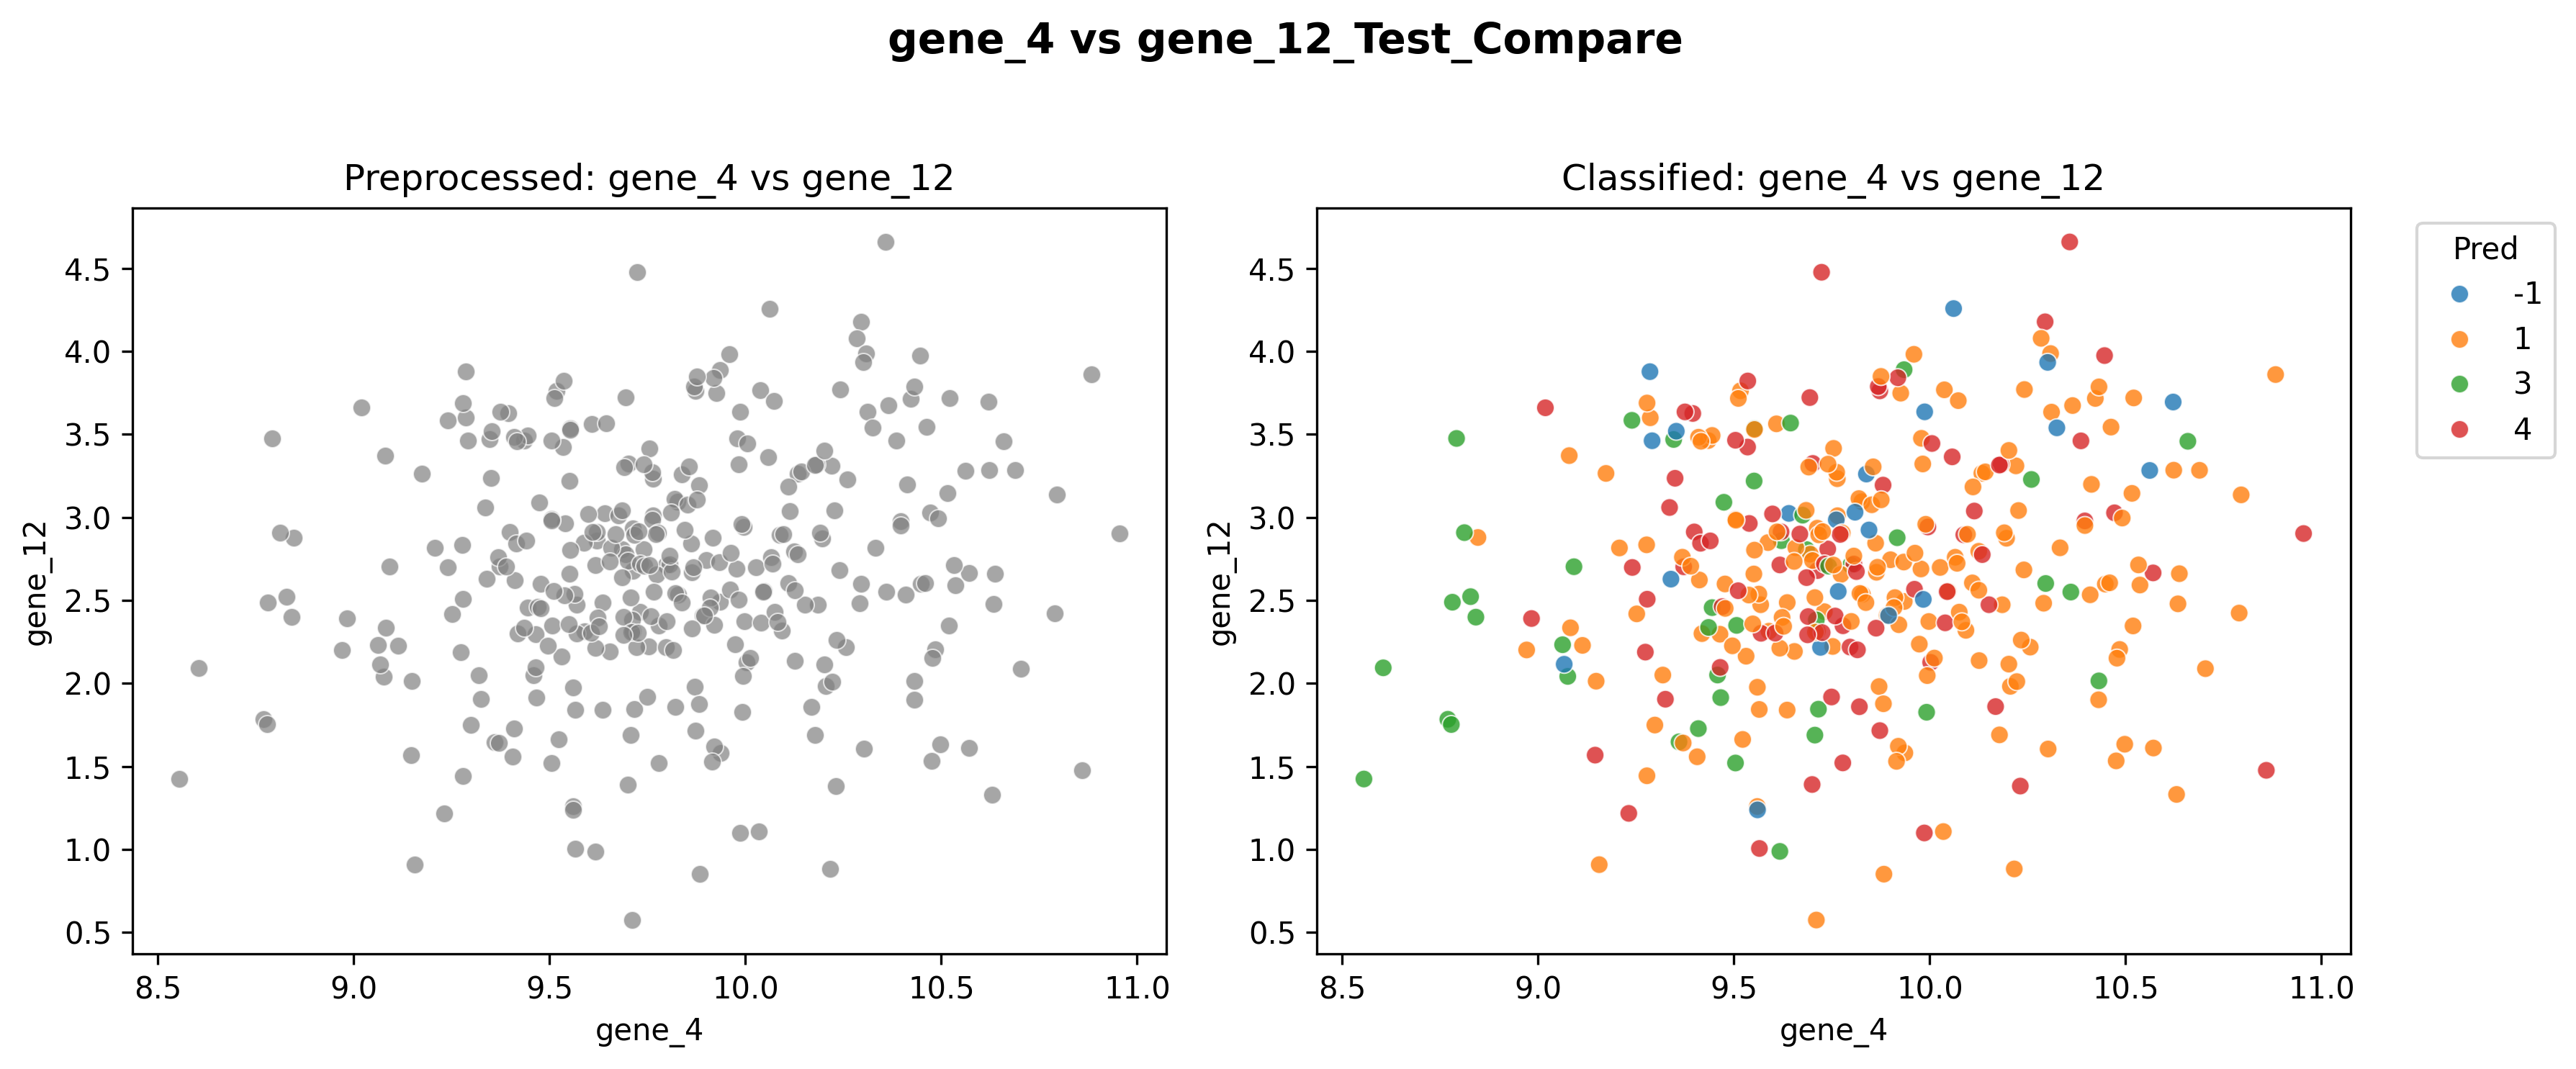 gene_4 vs gene_12_Test_Compare
Preprocessed: gene_4 vs gene_12
gene_12
4.5
4.0
3.5
3.0
2.5
2.0
1.5
1.0
0.5
8.5 9.0 9.5 10.0 10.5 11.0
gene_4
Classified: gene_4 vs gene_12
gene_12
4.5
4.0
3.5
3.0
2.5
2.0
1.5
1.0
0.5
8.5 9.0 9.5 10.0 10.5 11.0
gene_4
Pred
-1
1
3
4